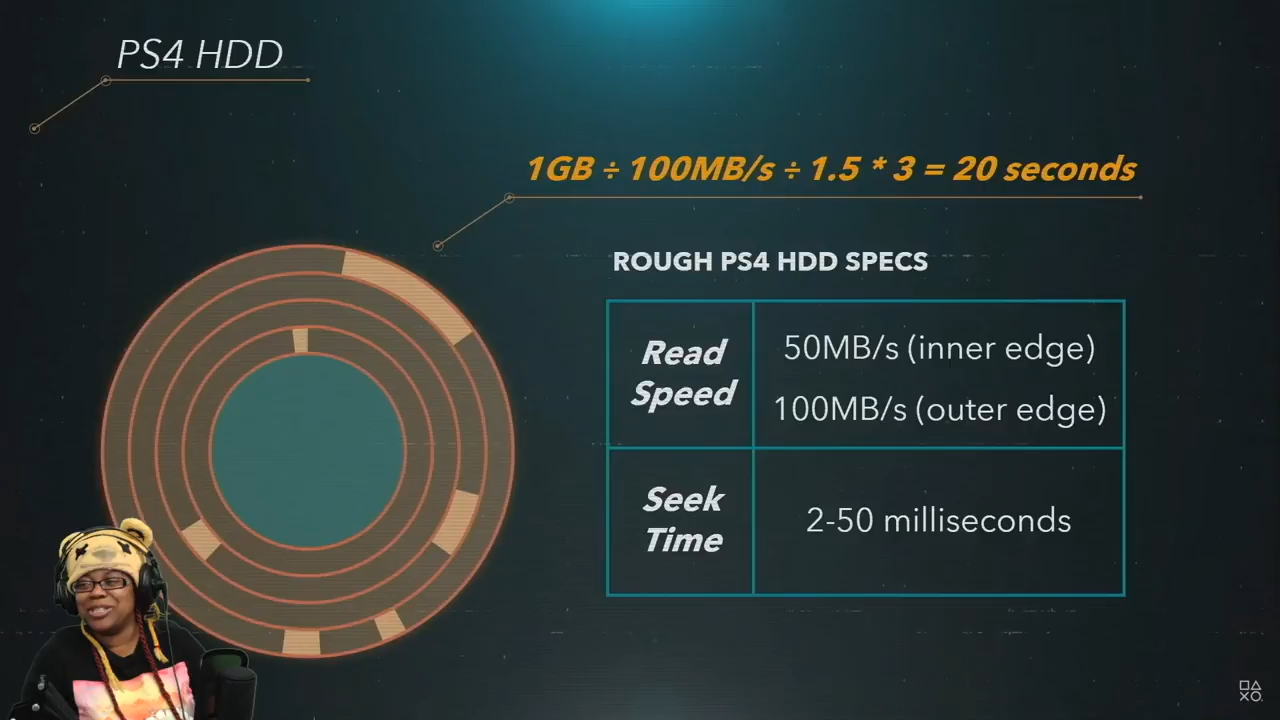 PS4 HDD
1GB ÷ 100MB/s ÷ 1.5 * 3 = 20 seconds
ROUGH PS4 HDD SPECS
Read
Speed
50MB/s (inner edge)
100MB/s (outer edge)
Seek
Time
2-50 milliseconds